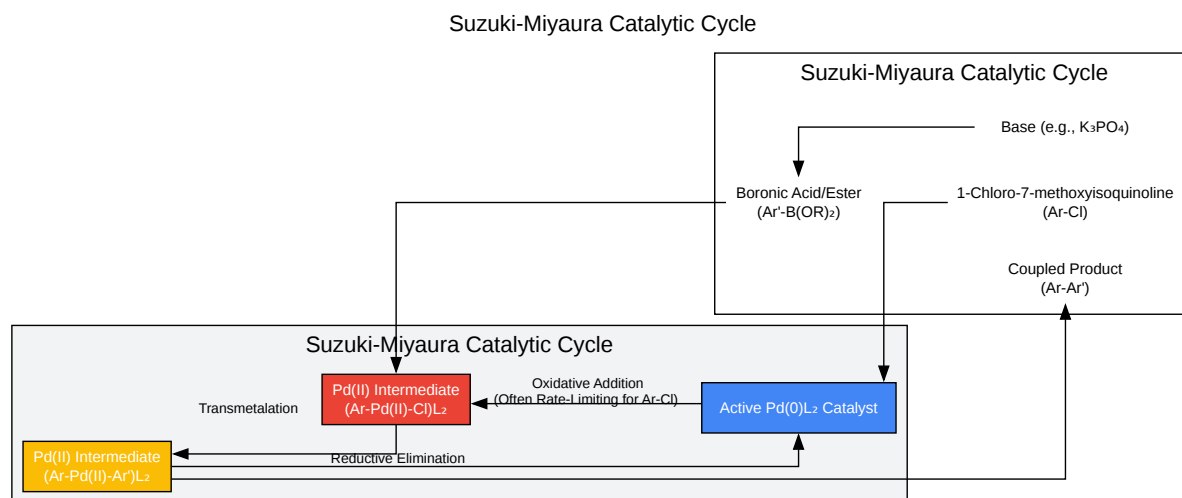 Suzuki-Miyaura Catalytic Cycle
Suzuki-Miyaura Catalytic Cycle
Base (e.g., K₃PO₄)
Boronic Acid/Ester
(Ar'-B(OR)₂)
1-Chloro-7-methoxyisoquinoline
(Ar-Cl)
Coupled Product
(Ar-Ar')
Suzuki-Miyaura Catalytic Cycle
Pd(II) Intermediate
(Ar-Pd(II)-Cl)L₂
Oxidative Addition
(Often Rate-Limiting for Ar-Cl)
Active Pd(0)L₂ Catalyst
Transmetalation
Pd(II) Intermediate
(Ar-Pd(II)-Ar')L₂
Reductive Elimination